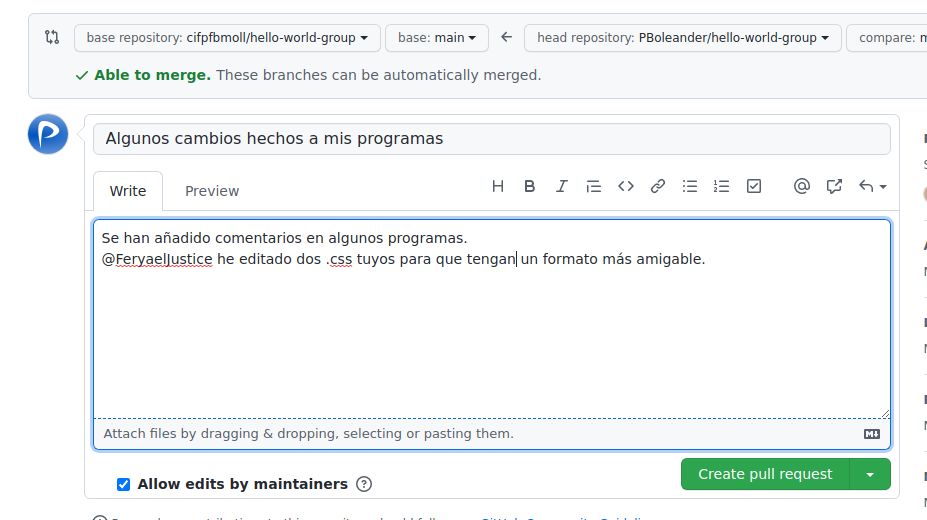 base repository: cifpfbmoll/hello-world-group base: main head repository: PBoleander/hello-world-group compare:
Able to merge. These branches can be automatically merged.
Algunos cambios hechos a mis programas
Write Preview
Se han añadido comentarios en algunos programas.
@FeryaelJustice he editado dos .css tuyos para que tengan un formato más amigable.
Attach files by dragging & dropping, selecting or pasting them.
Create pull request
Allow edits by maintainers